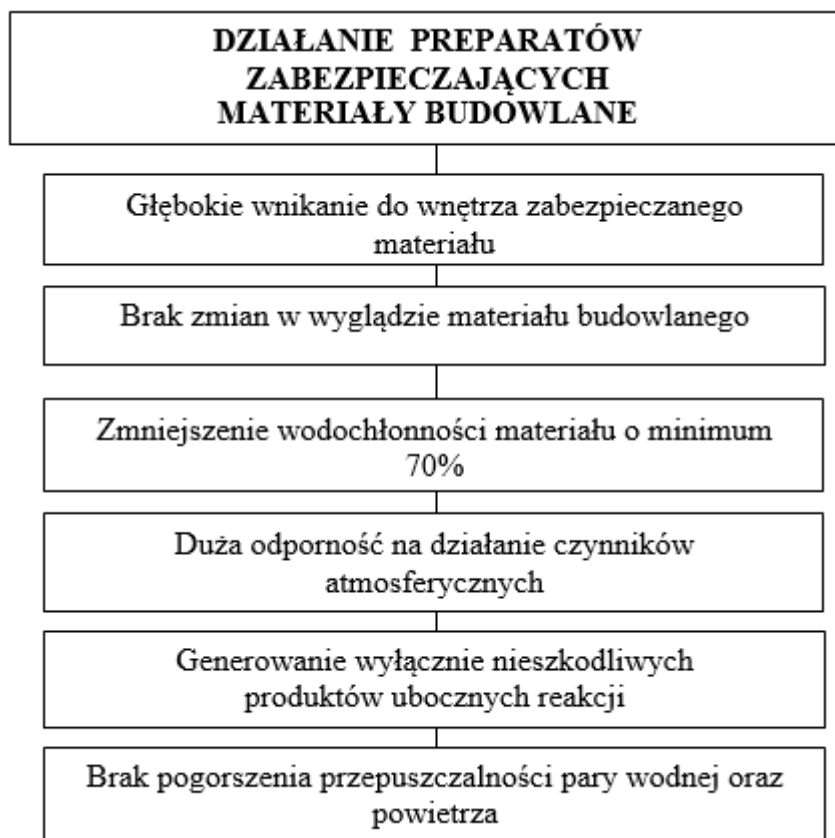 DZIAŁANIE PREPARATÓW
ZABEZPIECZAJĄCYCH
MATERIAŁY BUDOWLANE
Głębokie wnikanie do wnętrza zabezpieczanego
materiału
Brak zmian w wyglądzie materiału budowlanego
Zmniejszenie wodochłonności materiału o minimum
70%
Duża odporność na działanie czynników
atmosferycznych
Generowanie wyłącznie nieszkodliwych
produktów ubocznych reakcji
Brak pogorszenia przepuszczalności pary wodnej oraz
powietrza